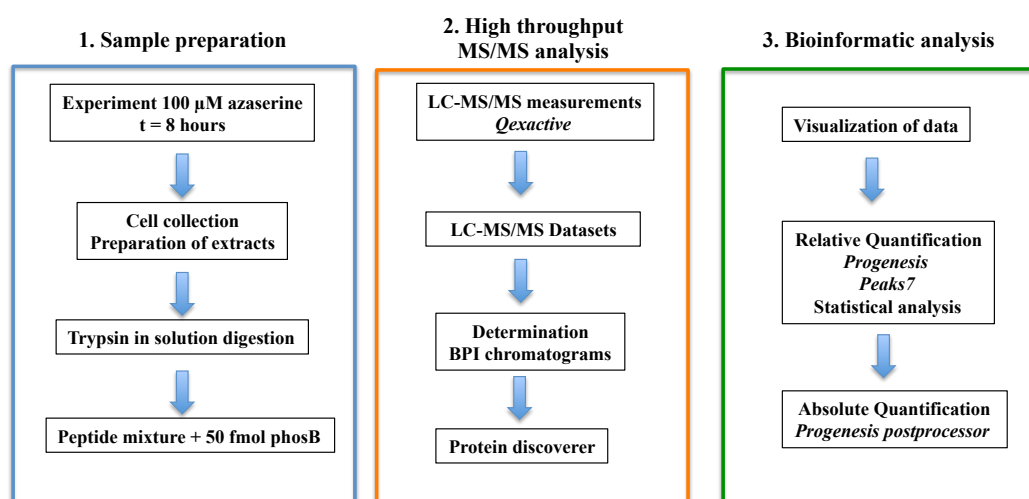 1. Sample preparation
Experiment 100 µM azaserine
t = 8 hours
Cell collection
Preparation of extracts
Trypsin in solution digestion
Peptide mixture + 50 fmol phosB
2. High throughput
MS/MS analysis
LC-MS/MS measurements
Qexactive
LC-MS/MS Datasets
Determination
BPI chromatograms
Protein discoverer
3. Bioinformatic analysis
Visualization of data
Relative Quantification
Progenesis
Peaks7
Statistical analysis
Absolute Quantification
Progenesis postprocessor